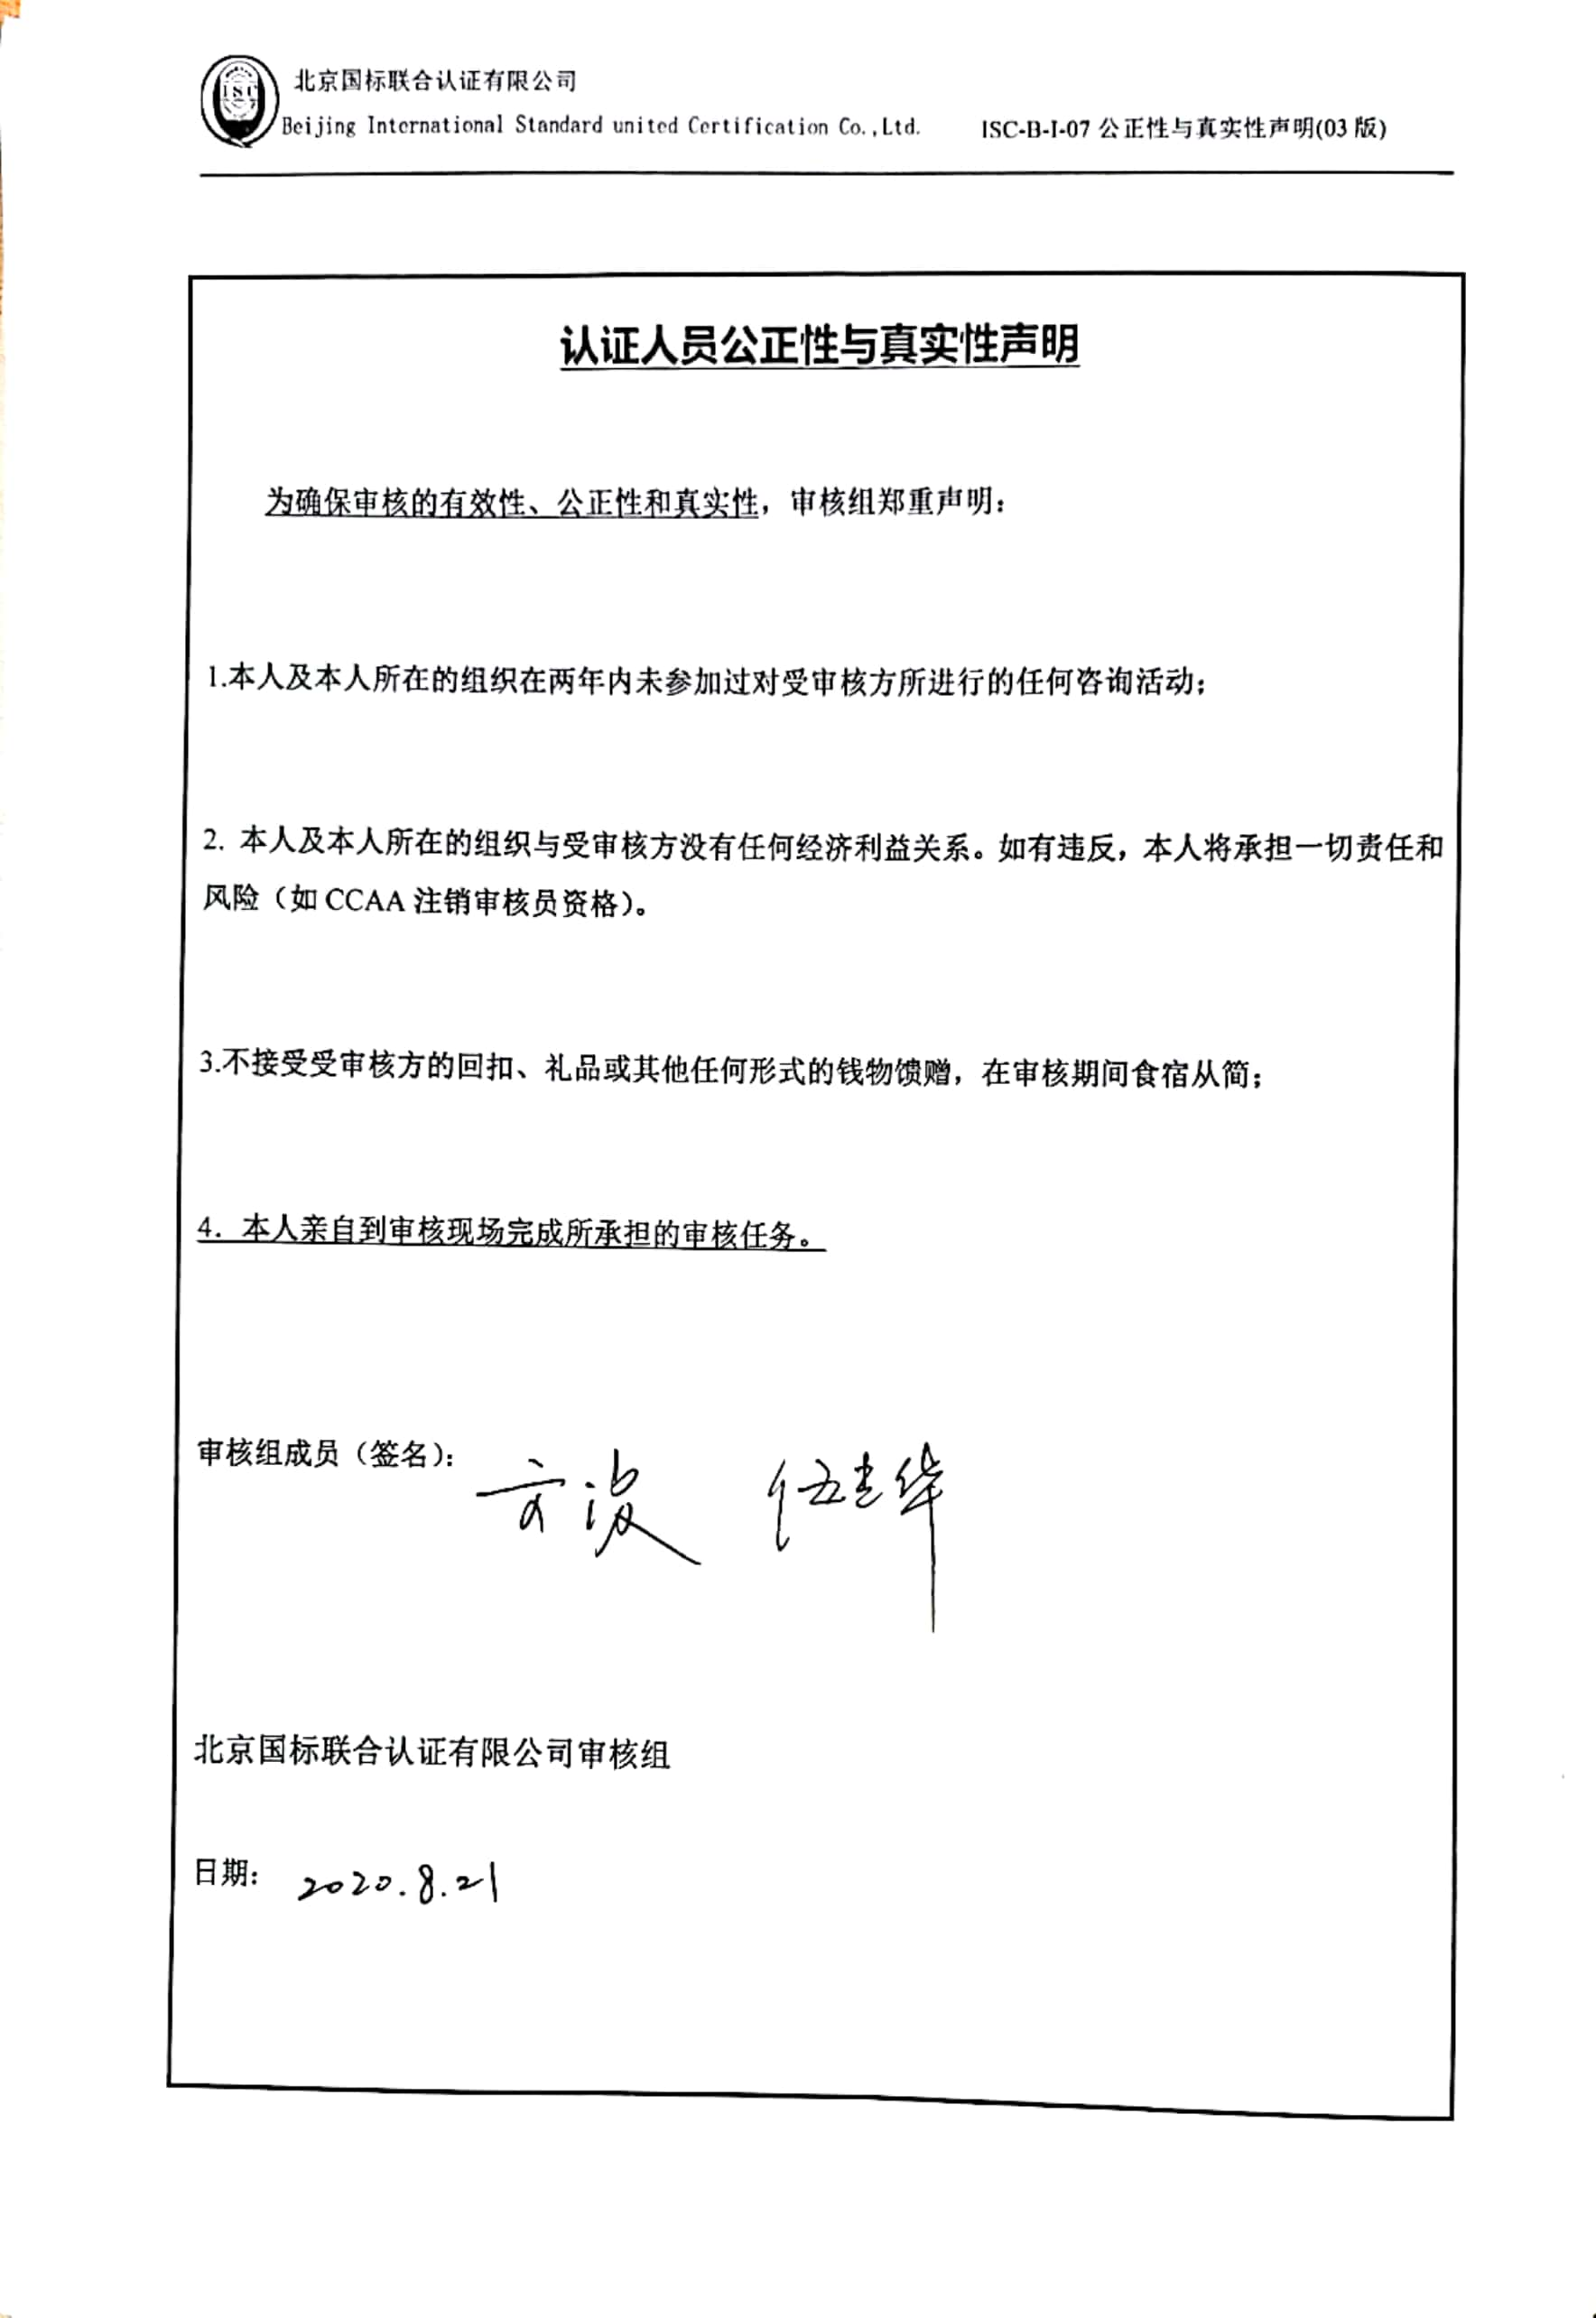 ISC
北京国标联合认证有限公司
Beijing International Standard united Certification Co.,Ltd. ISC-B-I-07 公正性与真实性声明(03 版)
认证人员公正性与真实性声明
为确保审核的有效性、公正性和真实性，审核组郑重声明：
1.本人及本人所在的组织在两年内未参加过对受审核方所进行的任何咨询活动；
2. 本人及本人所在的组织与受审核方没有任何经济利益关系。如有违反，本人将承担一切责任和
风险（如 CCAA 注销审核员资格）。
3.不接受受审核方的回扣、礼品或其他任何形式的钱物馈赠，在审核期间食宿从简；
4. 本人亲自到审核现场完成所承担的审核任务。
审核组成员（签名）： 伍建华
北京国标联合认证有限公司审核组
日期： 2020.8.21